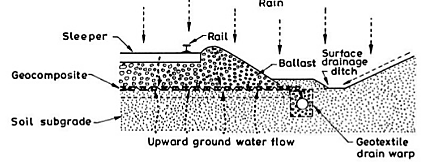 Rain
Sleeper
Rail
Surface
drainage
ditch
Ballast
Geocomposite
Soil subgrade
Upward ground water flow
Geotextile
drain warp